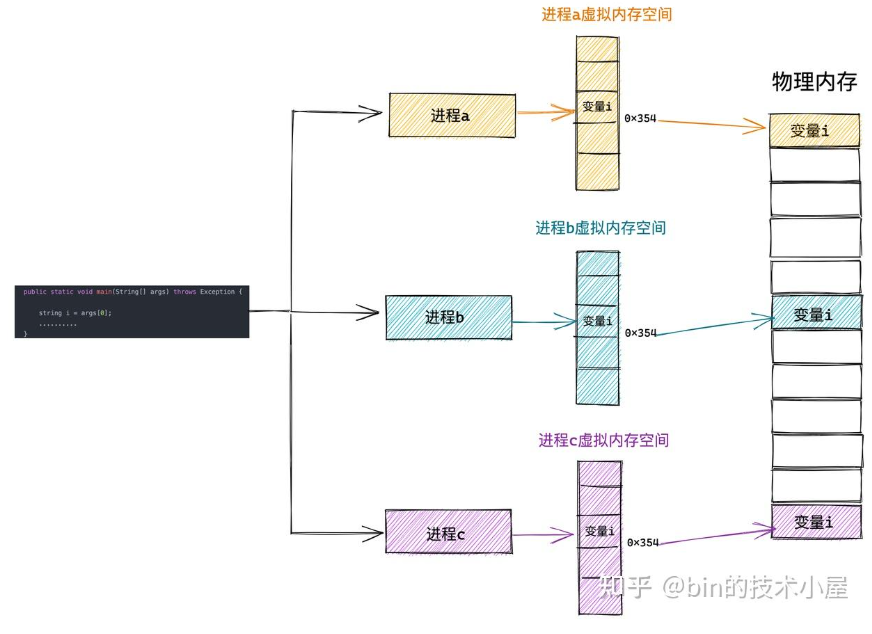 进程a虚拟内存空间
物理内存
进程a
变量i
0×354
变量i
进程b虚拟内存空间
public static void main(String[] args) throws Exception {
string i = args[0];
..........
}
进程b
变量i
0×354
变量i
进程c虚拟内存空间
进程c
变量i
0×354
变量i
知乎 @bin的技术小屋